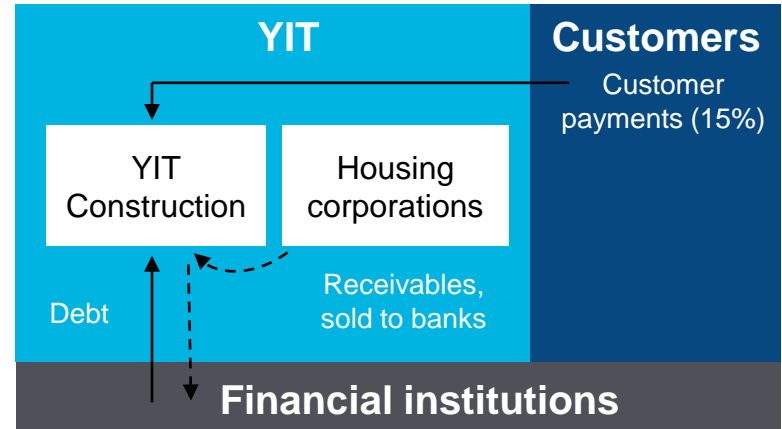 YIT
Customers
Customer
payments (15%)
YIT
Construction
Housing
corporations
Debt
Receivables,
sold to banks
Financial institutions